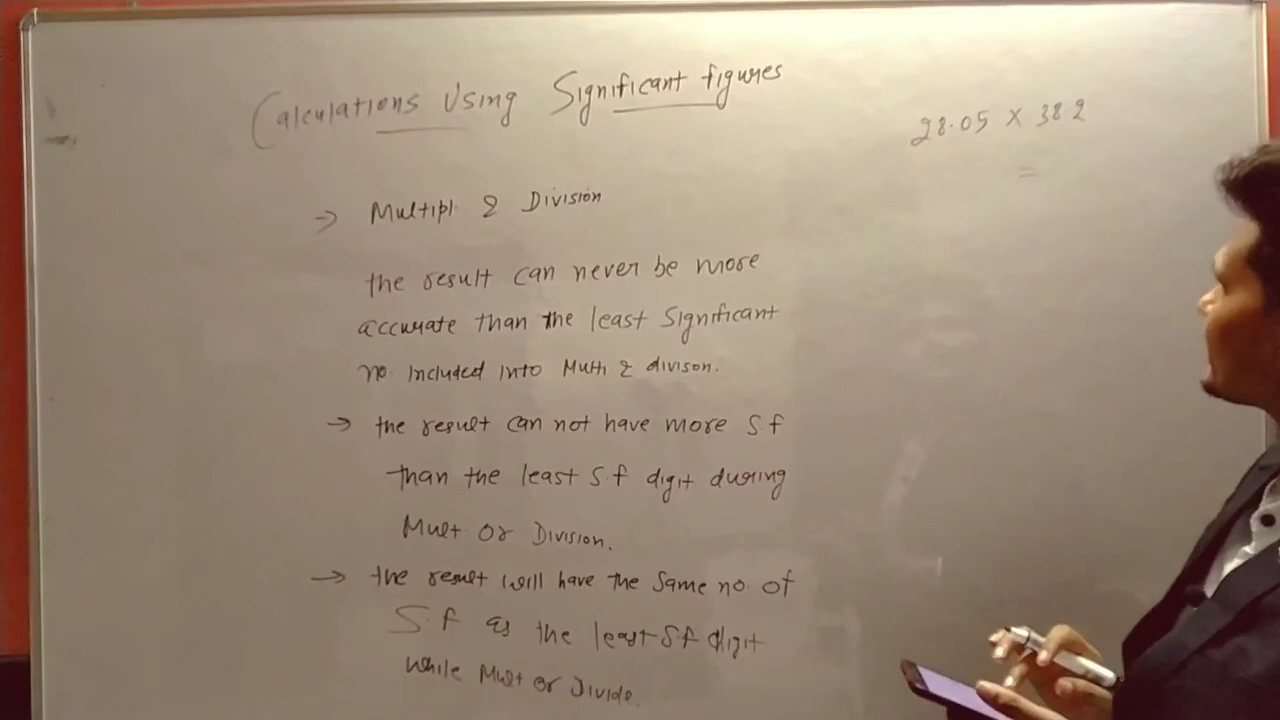 Calculations Using Significant figures
28.05 × 382
=
→ Multipl & Division
the result can never be more
accurate than the least Significant
no. included into Multi & divison.
→ the result can not have more S.f
than the least S.f digit during
Mult or Division.
→ the result will have the same no. of
S.f as the least S.f digit
while Mult or Divide.